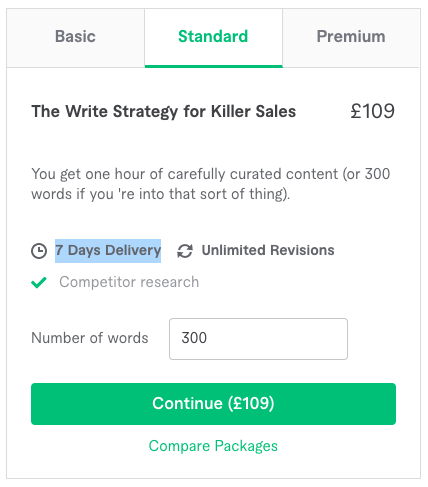 Basic Standard Premium
The Write Strategy for Killer Sales £109
You get one hour of carefully curated content (or 300
words if you 're into that sort of thing).
7 Days Delivery Unlimited Revisions
Competitor research
Number of words 300
Continue (£109)
Compare Packages